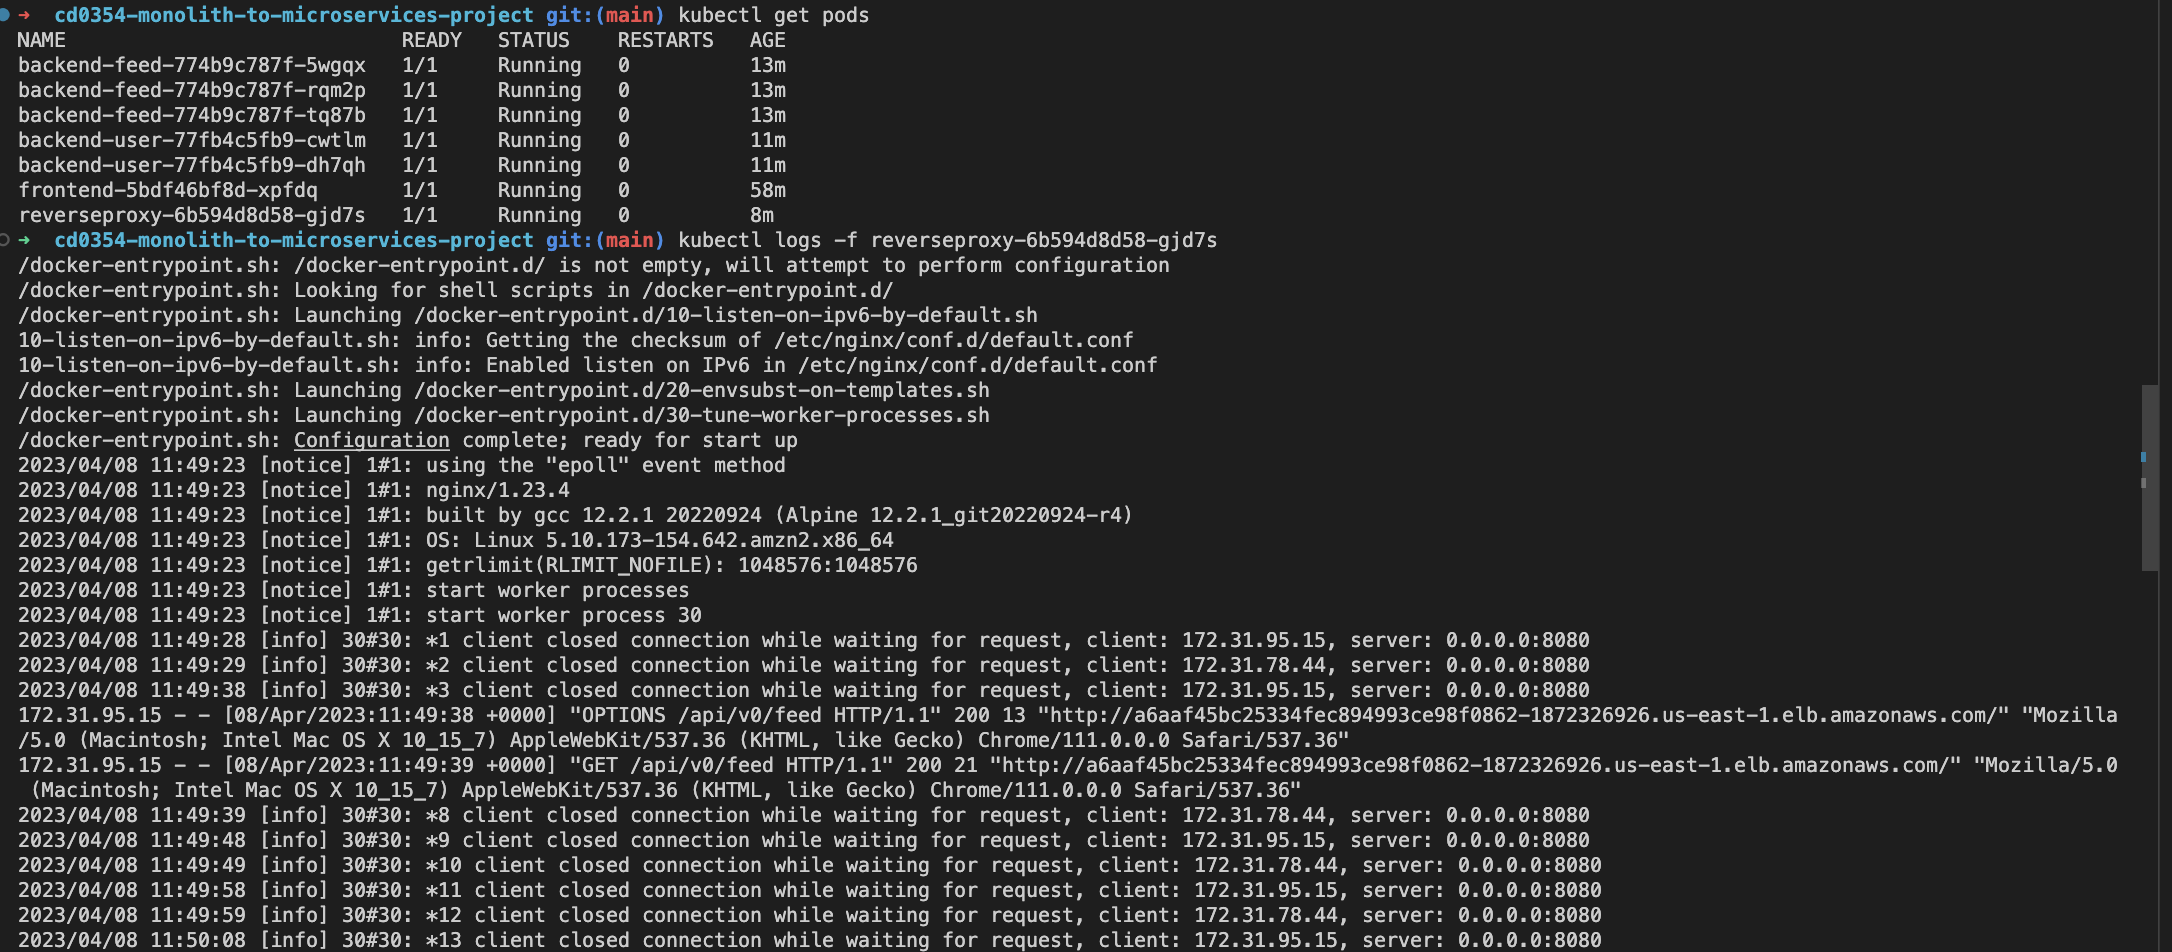 ➜  cd0354-monolith-to-microservices-project git:(main) kubectl get pods
NAME                            READY   STATUS    RESTARTS   AGE
backend-feed-774b9c787f-5wgqx   1/1     Running   0          13m
backend-feed-774b9c787f-rqm2p   1/1     Running   0          13m
backend-feed-774b9c787f-tq87b   1/1     Running   0          13m
backend-user-77fb4c5fb9-cwtlm   1/1     Running   0          11m
backend-user-77fb4c5fb9-dh7qh   1/1     Running   0          11m
frontend-5bdf46bf8d-xpfdq       1/1     Running   0          58m
reverseproxy-6b594d8d58-gjd7s   1/1     Running   0          8m
➜  cd0354-monolith-to-microservices-project git:(main) kubectl logs -f reverseproxy-6b594d8d58-gjd7s
/docker-entrypoint.sh: /docker-entrypoint.d/ is not empty, will attempt to perform configuration
/docker-entrypoint.sh: Looking for shell scripts in /docker-entrypoint.d/
/docker-entrypoint.sh: Launching /docker-entrypoint.d/10-listen-on-ipv6-by-default.sh
10-listen-on-ipv6-by-default.sh: info: Getting the checksum of /etc/nginx/conf.d/default.conf
10-listen-on-ipv6-by-default.sh: info: Enabled listen on IPv6 in /etc/nginx/conf.d/default.conf
/docker-entrypoint.sh: Launching /docker-entrypoint.d/20-envsubst-on-templates.sh
/docker-entrypoint.sh: Launching /docker-entrypoint.d/30-tune-worker-processes.sh
/docker-entrypoint.sh: Configuration complete; ready for start up
2023/04/08 11:49:23 [notice] 1#1: using the "epoll" event method
2023/04/08 11:49:23 [notice] 1#1: nginx/1.23.4
2023/04/08 11:49:23 [notice] 1#1: built by gcc 12.2.1 20220924 (Alpine 12.2.1_git20220924-r4)
2023/04/08 11:49:23 [notice] 1#1: OS: Linux 5.10.173-154.642.amzn2.x86_64
2023/04/08 11:49:23 [notice] 1#1: getrlimit(RLIMIT_NOFILE): 1048576:1048576
2023/04/08 11:49:23 [notice] 1#1: start worker processes
2023/04/08 11:49:23 [notice] 1#1: start worker process 30
2023/04/08 11:49:28 [info] 30#30: *1 client closed connection while waiting for request, client: 172.31.95.15, server: 0.0.0.0:8080
2023/04/08 11:49:29 [info] 30#30: *2 client closed connection while waiting for request, client: 172.31.78.44, server: 0.0.0.0:8080
2023/04/08 11:49:38 [info] 30#30: *3 client closed connection while waiting for request, client: 172.31.95.15, server: 0.0.0.0:8080
172.31.95.15 - - [08/Apr/2023:11:49:38 +0000] "OPTIONS /api/v0/feed HTTP/1.1" 200 13 "http://a6aaf45bc25334fec894993ce98f0862-1872326926.us-east-1.elb.amazonaws.com/" "Mozilla
/5.0 (Macintosh; Intel Mac OS X 10_15_7) AppleWebKit/537.36 (KHTML, like Gecko) Chrome/111.0.0.0 Safari/537.36"
172.31.95.15 - - [08/Apr/2023:11:49:39 +0000] "GET /api/v0/feed HTTP/1.1" 200 21 "http://a6aaf45bc25334fec894993ce98f0862-1872326926.us-east-1.elb.amazonaws.com/" "Mozilla/5.0
(Macintosh; Intel Mac OS X 10_15_7) AppleWebKit/537.36 (KHTML, like Gecko) Chrome/111.0.0.0 Safari/537.36"
2023/04/08 11:49:39 [info] 30#30: *8 client closed connection while waiting for request, client: 172.31.78.44, server: 0.0.0.0:8080
2023/04/08 11:49:48 [info] 30#30: *9 client closed connection while waiting for request, client: 172.31.95.15, server: 0.0.0.0:8080
2023/04/08 11:49:49 [info] 30#30: *10 client closed connection while waiting for request, client: 172.31.78.44, server: 0.0.0.0:8080
2023/04/08 11:49:58 [info] 30#30: *11 client closed connection while waiting for request, client: 172.31.95.15, server: 0.0.0.0:8080
2023/04/08 11:49:59 [info] 30#30: *12 client closed connection while waiting for request, client: 172.31.78.44, server: 0.0.0.0:8080
2023/04/08 11:50:08 [info] 30#30: *13 client closed connection while waiting for request, client: 172.31.95.15, server: 0.0.0.0:8080